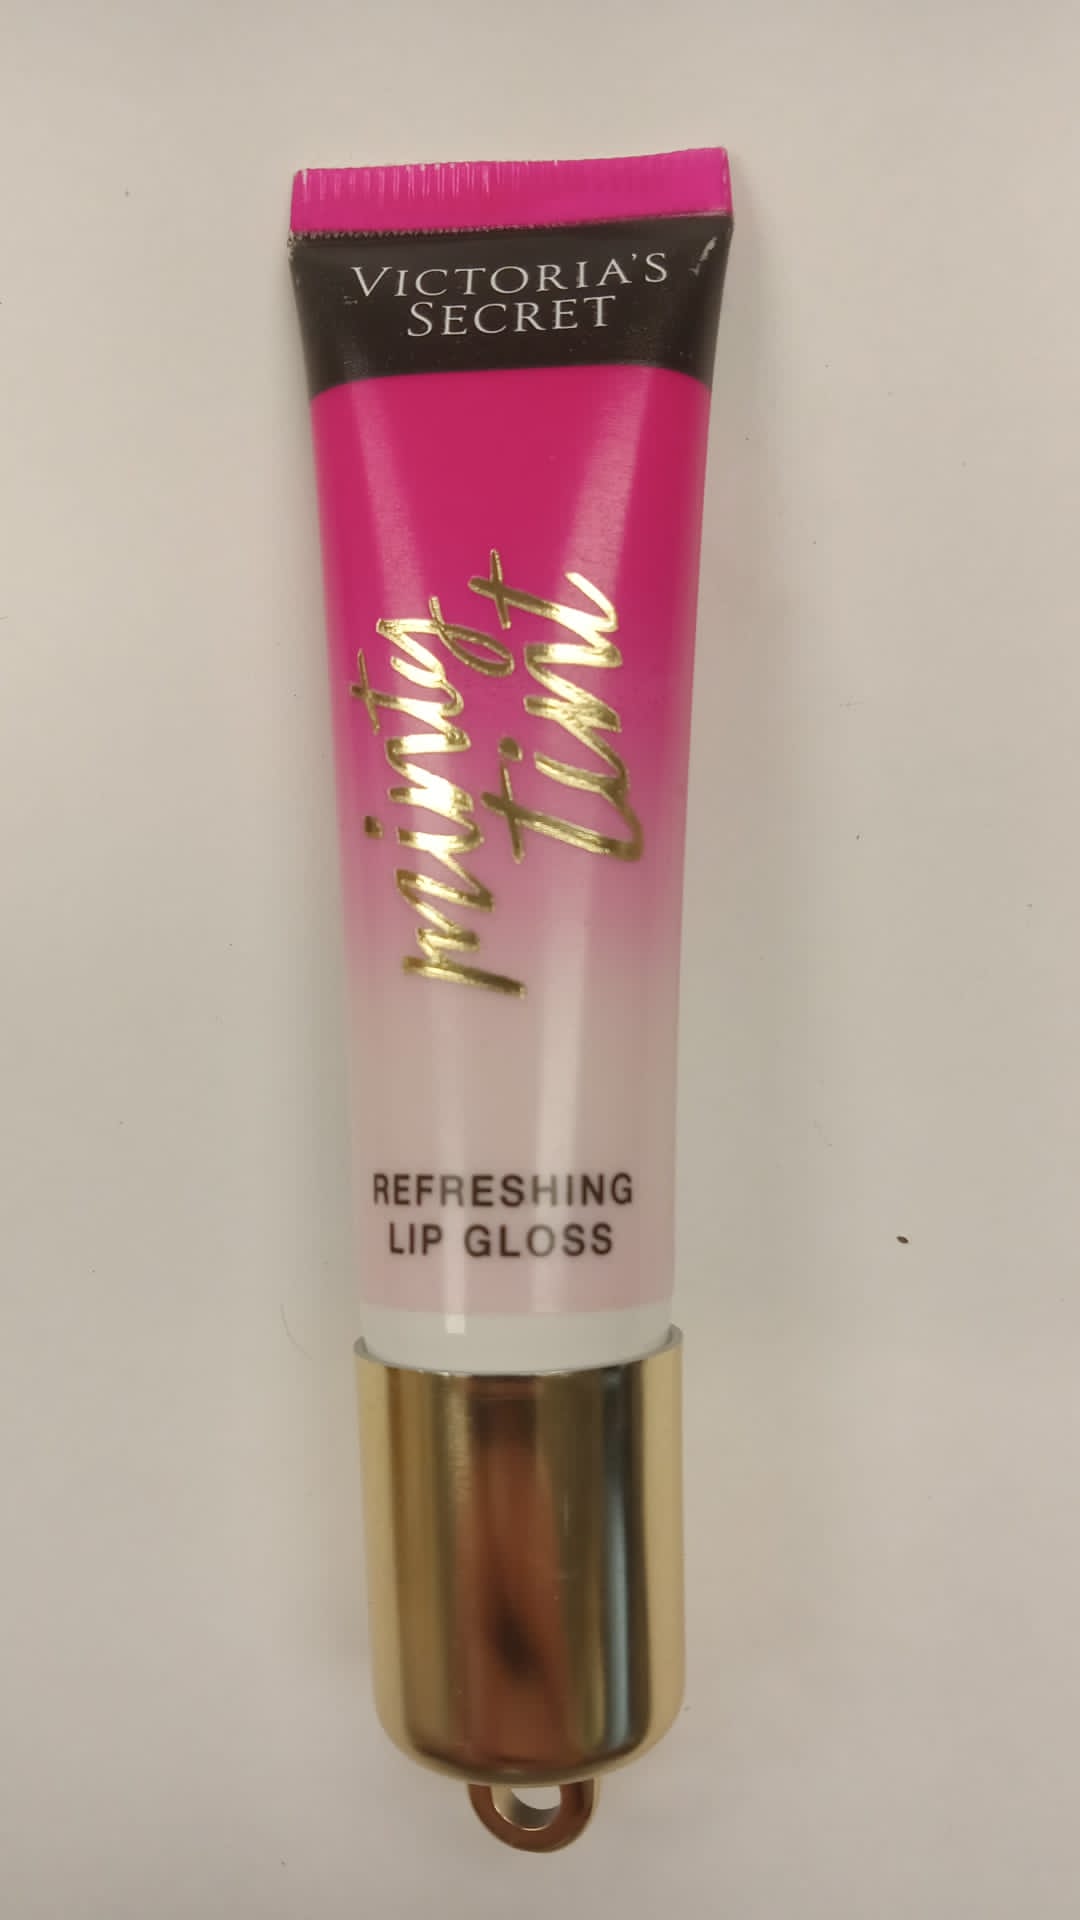 VICTORIA'S
SECRET
minty
tint
REFRESHING
LIP GLOSS